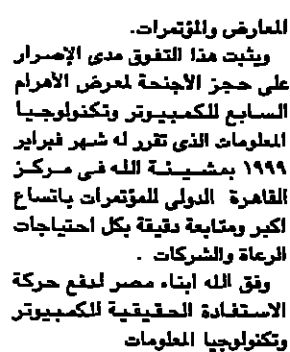 المعارض والمؤتمرات.
ويثبت هذا التفوق مدى الإصرار
على حجز الأجنحة لمعرض الأهرام
السابع للكمبيوتر وتكنولوجيا
المعلومات الذى تقرر له شهر فبراير
١٩٩٩ بمشيئة الله فى مركز
القاهرة الدولى للمؤتمرات باتساع
اكبر ومتابعة دقيقة بكل احتياجات
الرعاة والشركات .
وفق الله ابناء مصر لدفع حركة
الاستفادة الحقيقية للكمبيوتر
وتكنولوجيا المعلومات